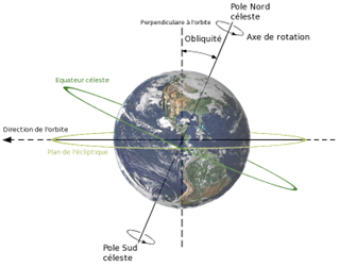 Pole Nord
céleste
Perpendiculaire à l'orbite
Axe de rotation
Obliquité
Equateur céleste
Direction de l'orbite
Plan de l'écliptique
Pole Sud
céleste